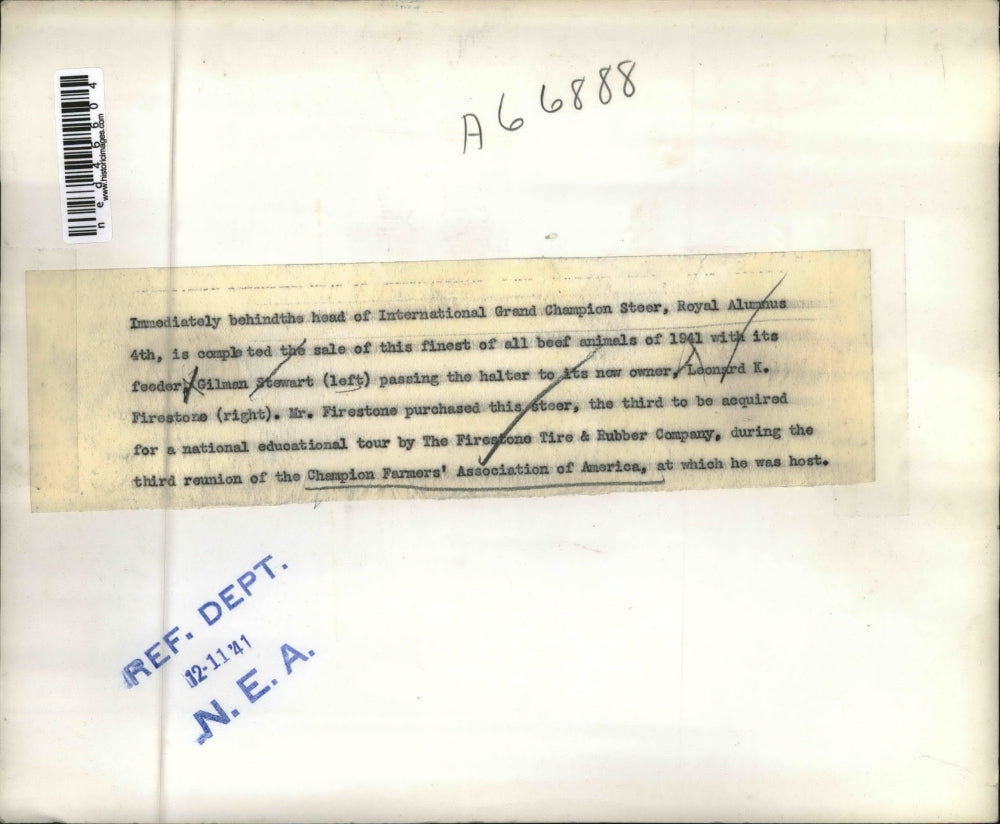 A66888
ned46604
www.historicimages.com
Immediately behindthe head of International Grand Champion Steer, Royal Alumnus
4th, is completed the sale of this finest of all beef animals of 1941 with its
feeder, Gilman Stewart (left) passing the halter to its new owner, Leonard K.
Firestone (right). Mr. Firestone purchased this steer, the third to be acquired
for a national educational tour by The Firestone Tire & Rubber Company, during the
third reunion of the Champion Farmers' Association of America, at which he was host.
REF. DEPT.
12-11'41
N. E. A.